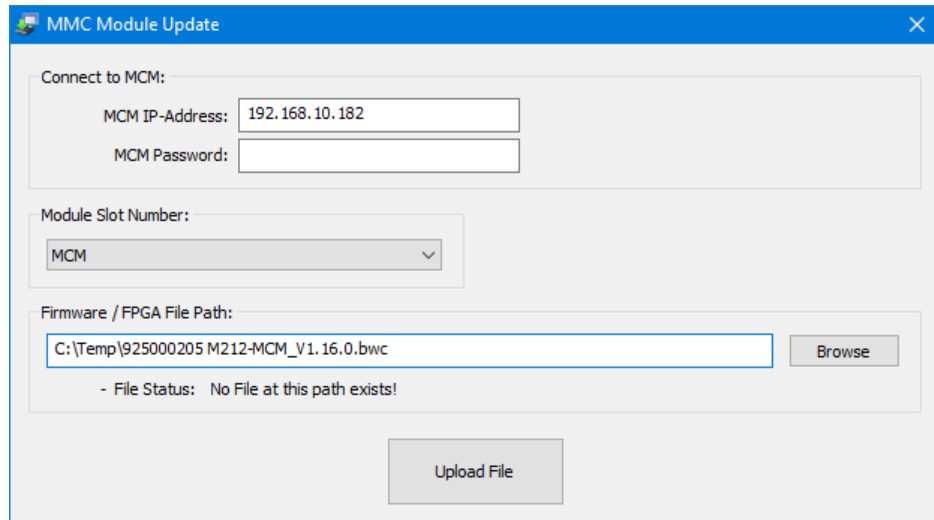 MMC Module Update
Connect to MCM:
MCM IP-Address: 192.168.10.182
MCM Password:
Module Slot Number:
MCM
Firmware / FPGA File Path:
C:\Temp\925000205 M212-MCM_V1.16.0.bwc Browse
- File Status: No File at this path exists!
Upload File